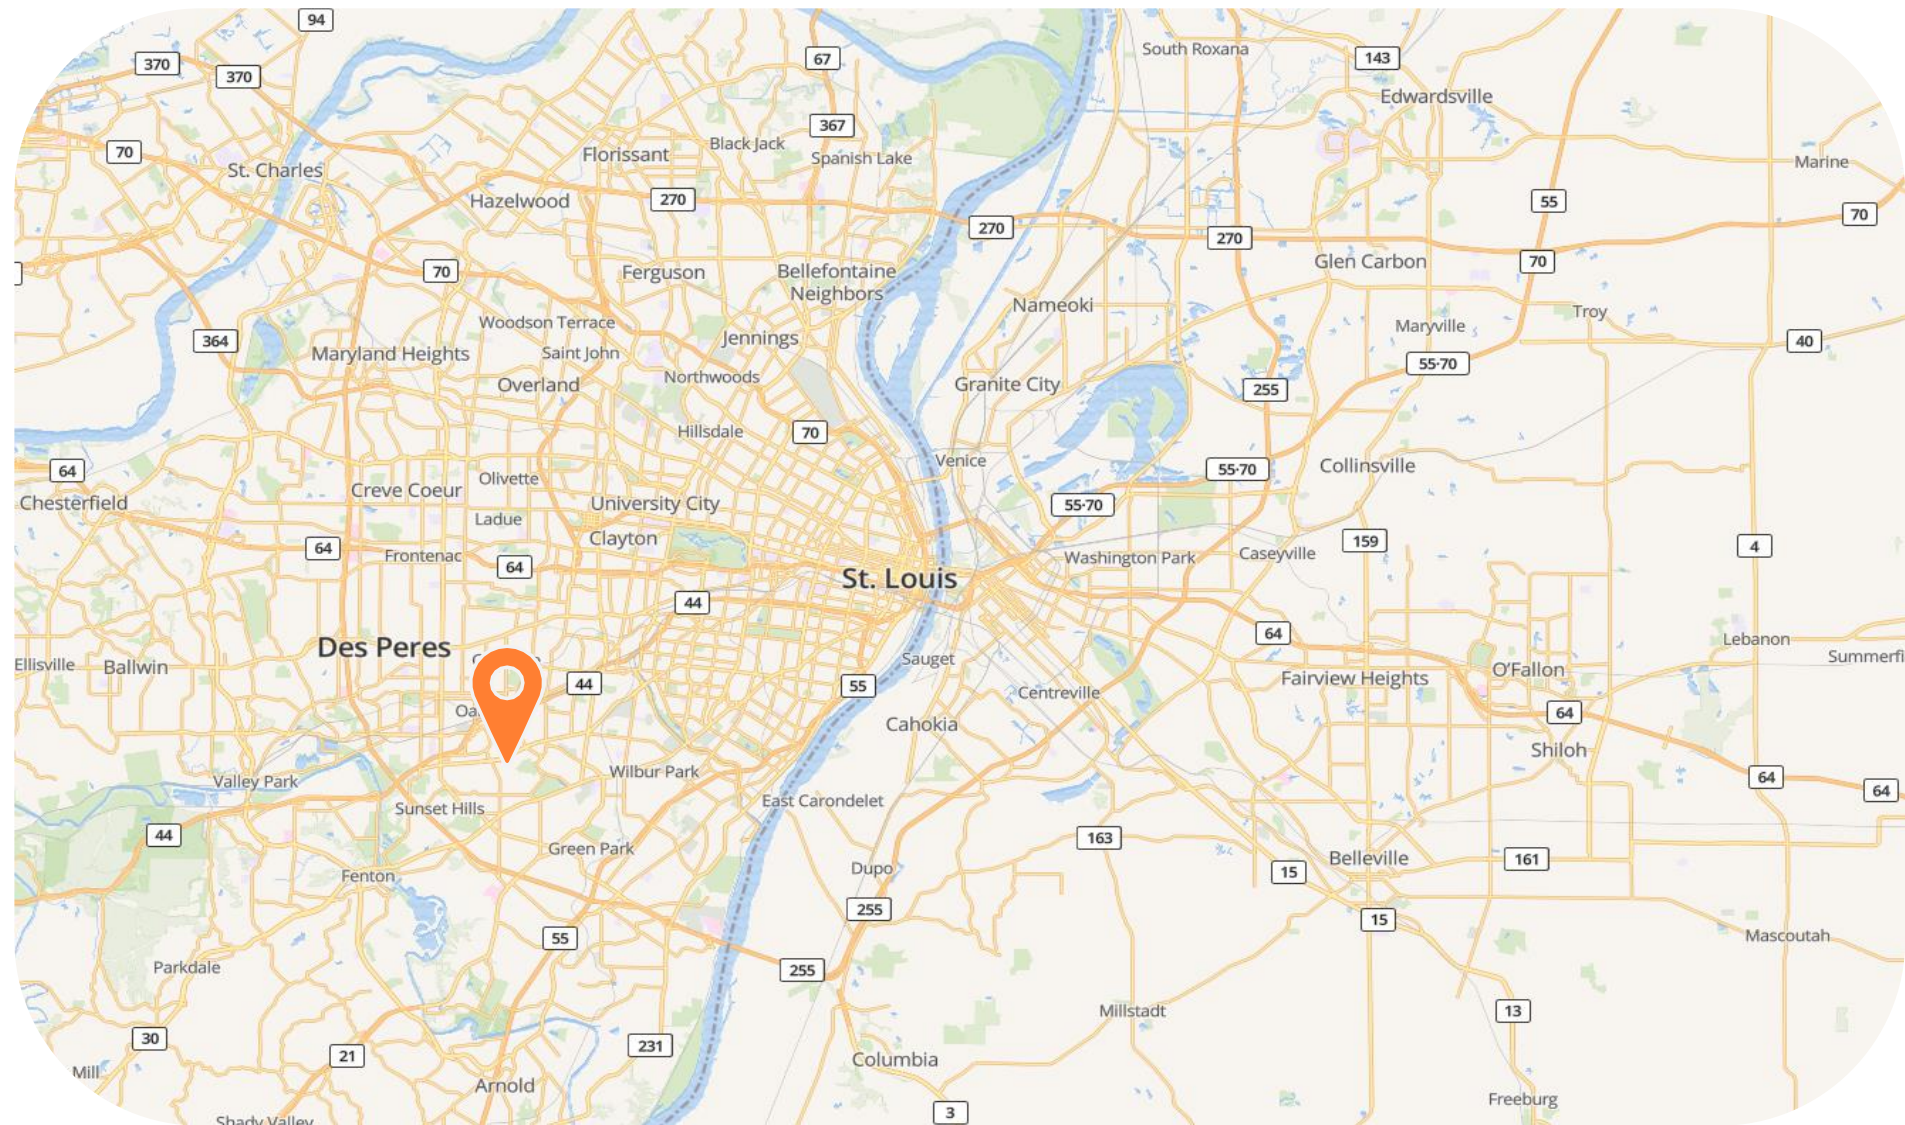 94
67
South Roxana
143
370
370
Edwardsville
367
70
Black Jack
Florissant
Spanish Lake
Marine
St. Charles
Hazelwood
270
55
70
270
270
70
Glen Carbon
70
Ferguson
Bellefontaine
Neighbors
Nameoki
Troy
Woodson Terrace
Maryville
364
Jennings
40
Maryland Heights
Saint John
55·70
Northwoods
Overland
Granite City
255
Hillsdale
70
Venice
Collinsville
64
55·70
Olivette
Creve Coeur
Chesterfield
University City
55·70
Ladue
Clayton
159
64
4
Frontenac
Washington Park
Caseyville
64
St. Louis
44
64
Lebanon
Des Peres
Summerfi
Ellisville
Ballwin
Sauget
O'Fallon
Fairview Heights
44
55
Centreville
Oa
64
Cahokia
Shiloh
Wilbur Park
64
Valley Park
64
East Carondelet
Sunset Hills
44
163
Green Park
Belleville
161
Dupo
15
Fenton
255
15
55
Mascoutah
Parkdale
255
Millstadt
13
30
231
21
Columbia
Mill
Arnold
Freeburg
3
Shady Valley